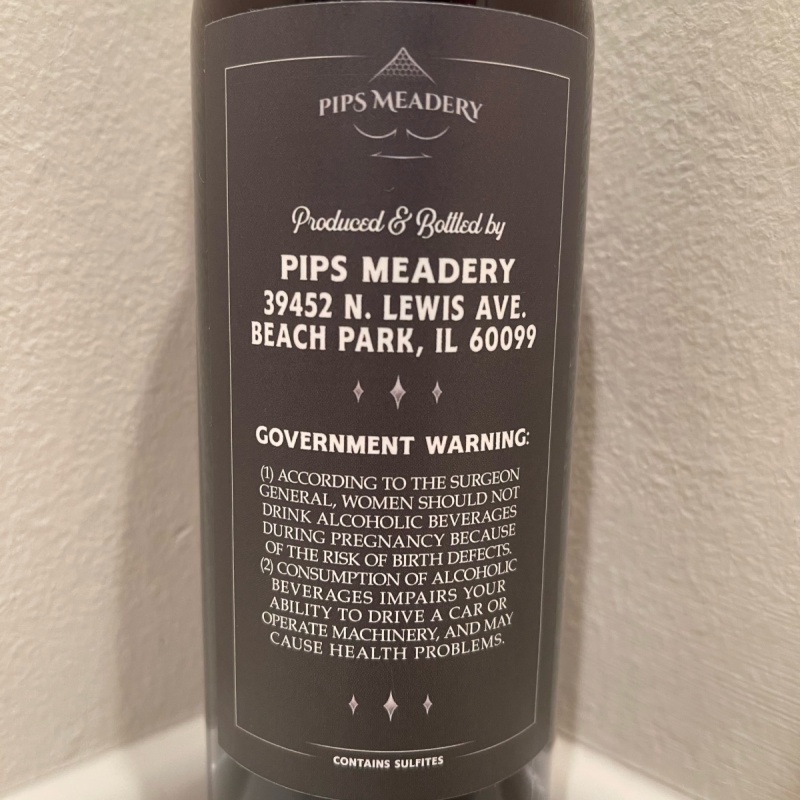 PIPS MEADERY
Produced & Bottled by
PIPS MEADERY
39452 N. LEWIS AVE.
BEACH PARK, IL 60099
GOVERNMENT WARNING:
(1) ACCORDING TO THE SURGEON
GENERAL, WOMEN SHOULD NOT
DRINK ALCOHOLIC BEVERAGES
DURING PREGNANCY BECAUSE
OF THE RISK OF BIRTH DEFECTS.
(2) CONSUMPTION OF ALCOHOLIC
BEVERAGES IMPAIRS YOUR
ABILITY TO DRIVE A CAR OR
OPERATE MACHINERY, AND MAY
CAUSE HEALTH PROBLEMS.
CONTAINS SULFITES